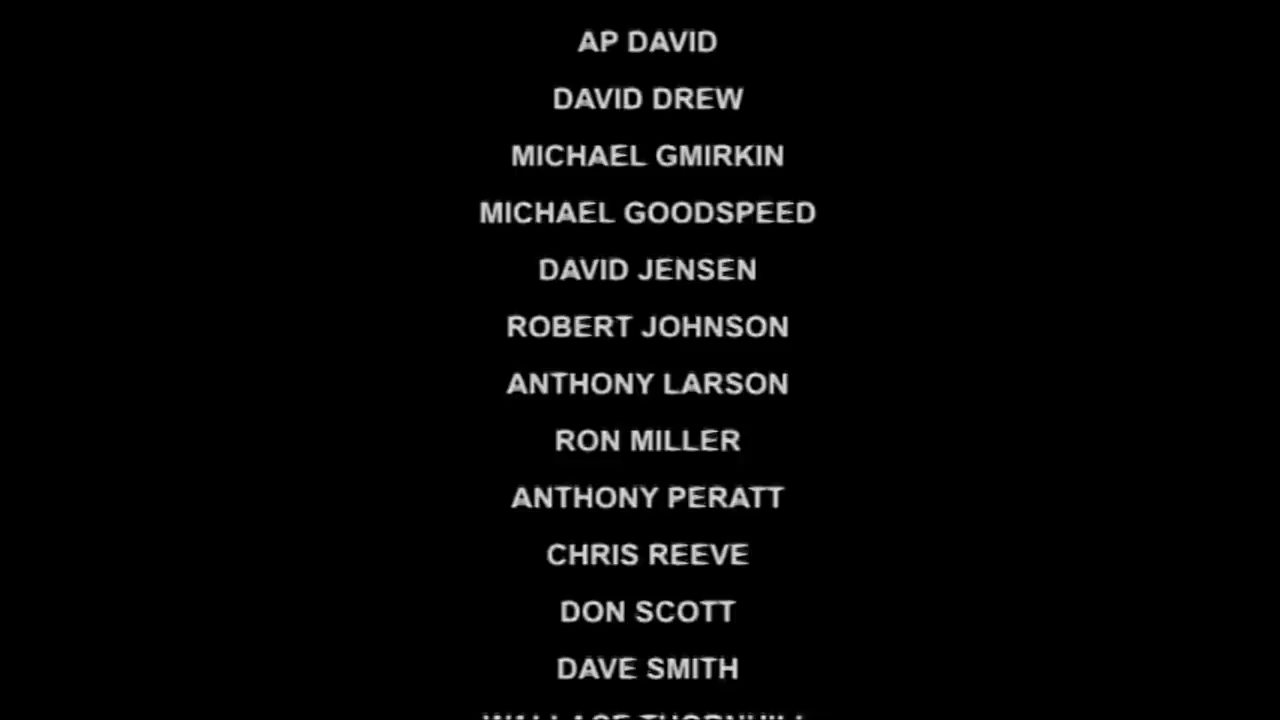 AP DAVID
DAVID DREW
MICHAEL GMIRKIN
MICHAEL GOODSPEED
DAVID JENSEN
ROBERT JOHNSON
ANTHONY LARSON
RON MILLER
ANTHONY PERATT
CHRIS REEVE
DON SCOTT
DAVE SMITH